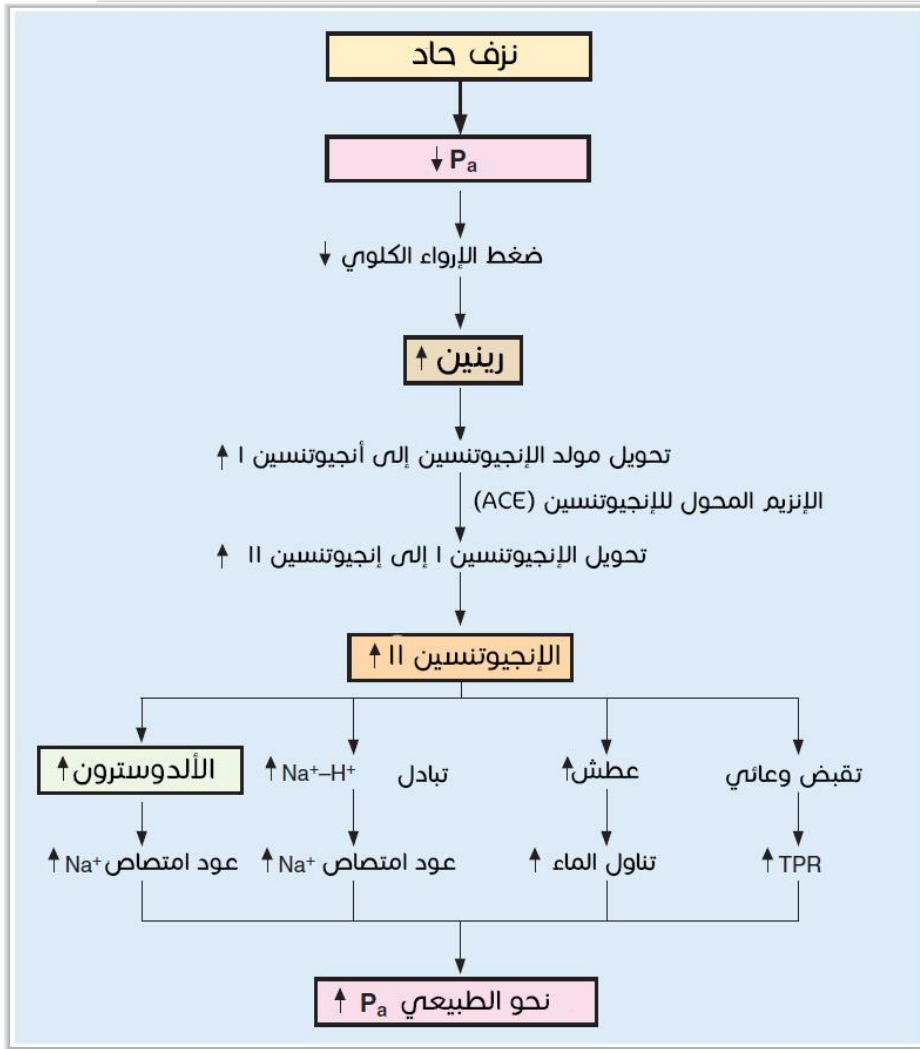 نزف حاد
↓ Pₐ
ضغط الإرواء الكلوي ↓
رينين ↑
تحويل مولد الإنجيوتنسين إلى أنجيوتنسين I ↑
الإنزيم المحول للإنجيوتنسين (ACE)
تحويل الإنجيوتنسين I إلى إنجيوتنسين II ↑
الإنجيوتنسين II ↑
تقبض وعائي
عطش ↑
تبادل Na⁺–H⁺ ↑
الألدوسترون ↑
↑ TPR
تناول الماء ↑
عود امتصاص Na⁺ ↑
عود امتصاص Na⁺ ↑
نحو الطبيعي Pₐ ↑